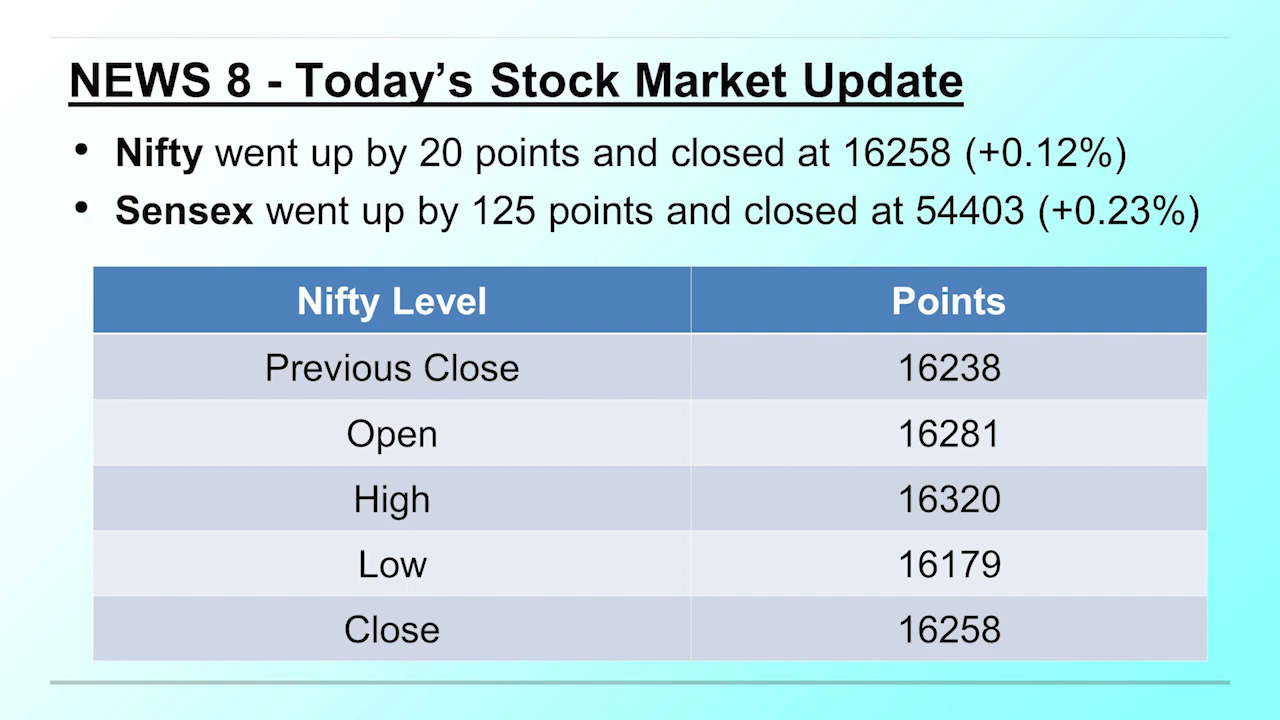 NEWS 8 - Today’s Stock Market Update
• Nifty went up by 20 points and closed at 16258 (+0.12%)
• Sensex went up by 125 points and closed at 54403 (+0.23%)
Nifty Level Points
Previous Close 16238
Open 16281
High 16320
Low 16179
Close 16258